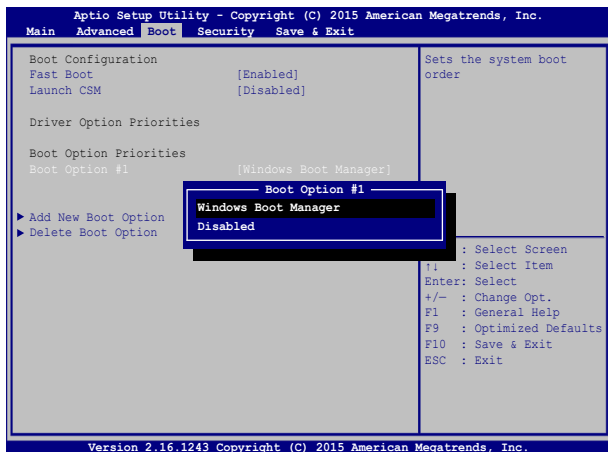 Aptio Setup Utility - Copyright (C) 2015 American Megatrends, Inc.
Main Advanced Boot Security Save & Exit
Boot Configuration
Fast Boot [Enabled]
Launch CSM [Disabled]
Driver Option Priorities
Boot Option Priorities
Boot Option #1 [Windows Boot Manager]
Add New Boot Option
Delete Boot Option
Boot Option #1
Windows Boot Manager
Disabled
Sets the system boot
order
: Select Screen
↑↓ : Select Item
Enter: Select
+/— : Change Opt.
F1 : General Help
F9 : Optimized Defaults
F10 : Save & Exit
ESC : Exit
Version 2.16.1243 Copyright (C) 2015 American Megatrends, Inc.